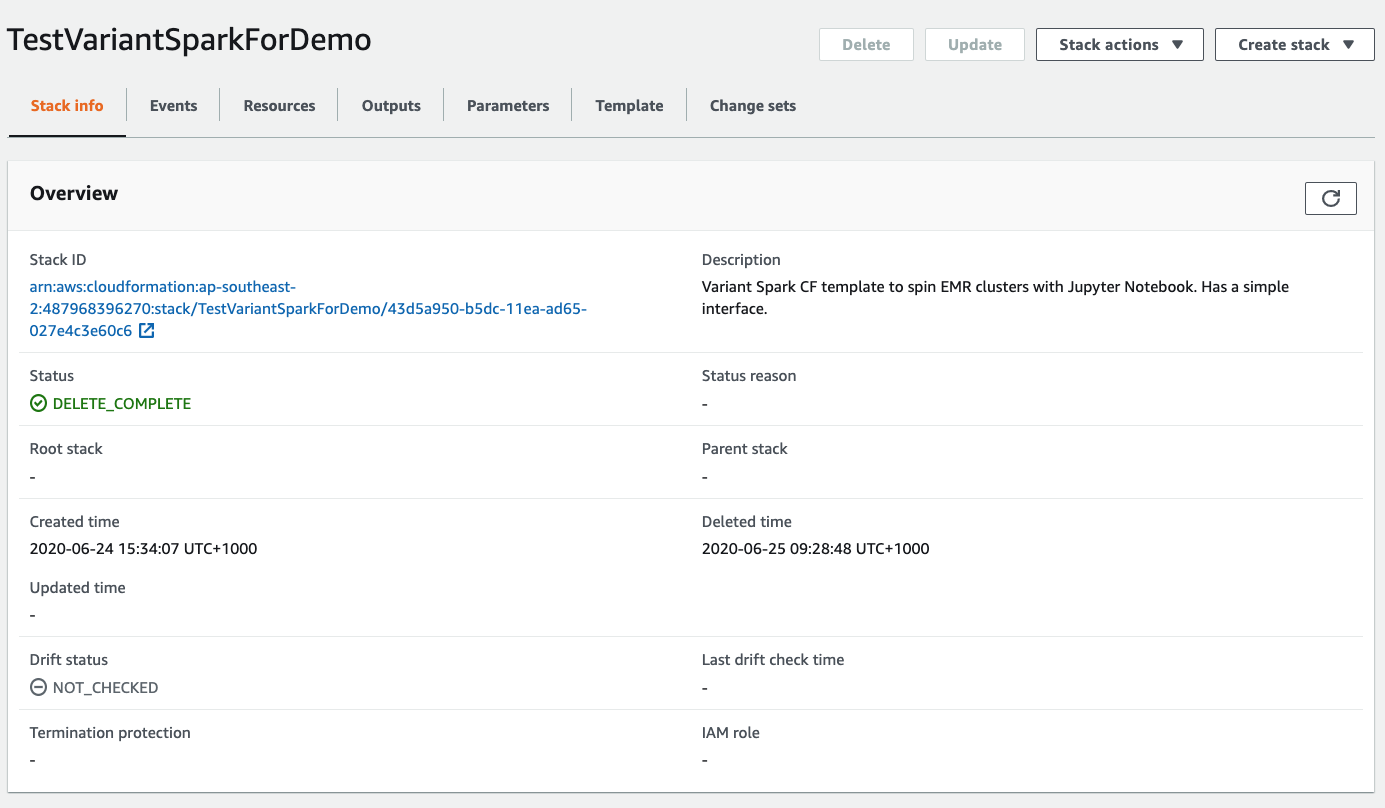 TestVariantSparkForDemo
Delete
Update
Stack actions
Create stack
Stack info
Events
Resources
Outputs
Parameters
Template
Change sets
Overview
Stack ID
arn:aws:cloudformation:ap-southeast-
2:487968396270:stack/TestVariantSparkForDemo/43d5a950-b5dc-11ea-ad65-
027e4c3e60c6
Description
Variant Spark CF template to spin EMR clusters with Jupyter Notebook. Has a simple
interface.
Status
DELETE_COMPLETE
Status reason
-
Root stack
-
Parent stack
-
Created time
2020-06-24 15:34:07 UTC+1000
Deleted time
2020-06-25 09:28:48 UTC+1000
Updated time
-
Drift status
NOT_CHECKED
Last drift check time
-
Termination protection
-
IAM role
-